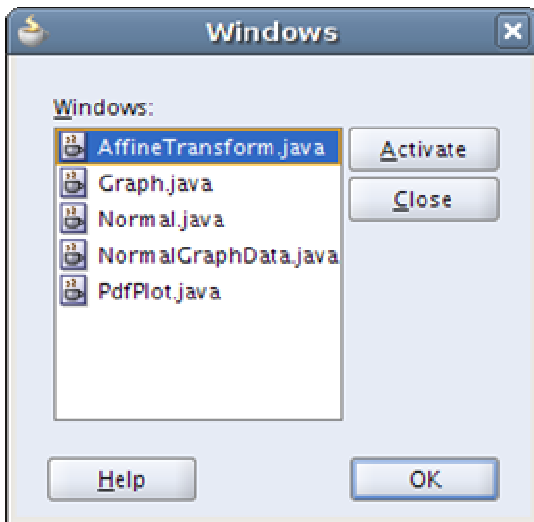 Windows
Windows:
AffineTransform.java
Graph.java
Normal.java
NormalGraphData.java
PdfPlot.java
Activate
Close
Help
OK